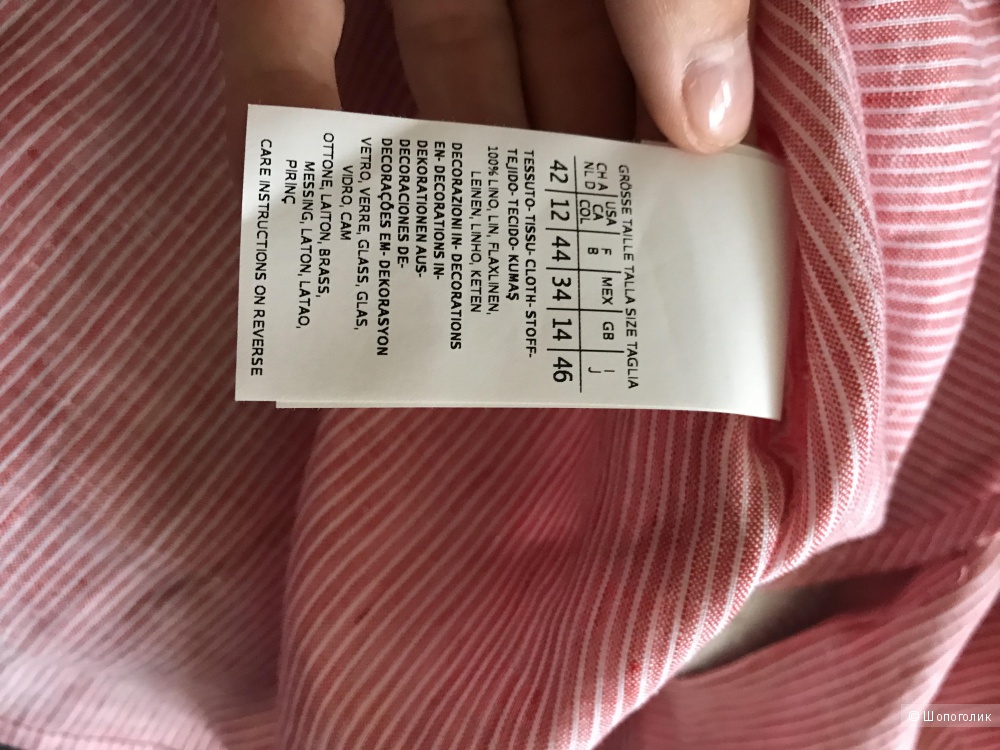 GRÖSSE TAILLE TALLA SIZE TAGLIA
CH A | USA | F | MEX | GB | I
NL D | CA | B | J
COL
42 | 12 | 44 | 34 | 14 | 46
TESSUTO- TISSU- CLOTH- STOFF-
TEJIDO- TECIDO- KUMAŞ
100% LINO, LIN, FLAXLINEN,
LEINEN, LINHO, KETEN
DECORAZIONI IN- DECORATIONS
EN- DECORATIONS IN-
DEKORATIONEN AUS-
DECORACIONES DE-
DECORAÇÕES EM- DEKORASYON
VETRO, VERRE, GLASS, GLAS,
VIDRO, CAM
OTTONE, LAITON, BRASS,
MESSING, LATON, LATAO,
PIRINÇ
CARE INSTRUCTIONS ON REVERSE
© Шопоголик